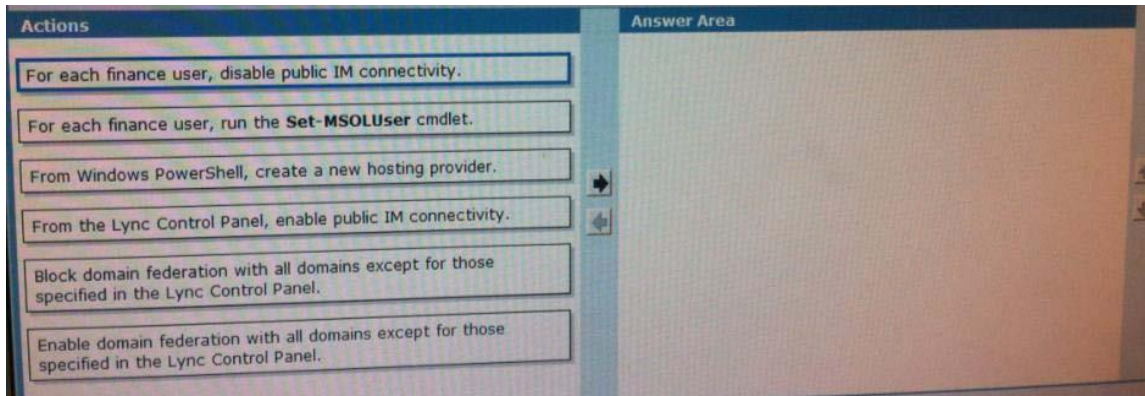 Actions
For each finance user, disable public IM connectivity.
For each finance user, run the Set-MSOLUser cmdlet.
From Windows PowerShell, create a new hosting provider.
From the Lync Control Panel, enable public IM connectivity.
Block domain federation with all domains except for those
specified in the Lync Control Panel.
Enable domain federation with all domains except for those
specified in the Lync Control Panel.
Answer Area